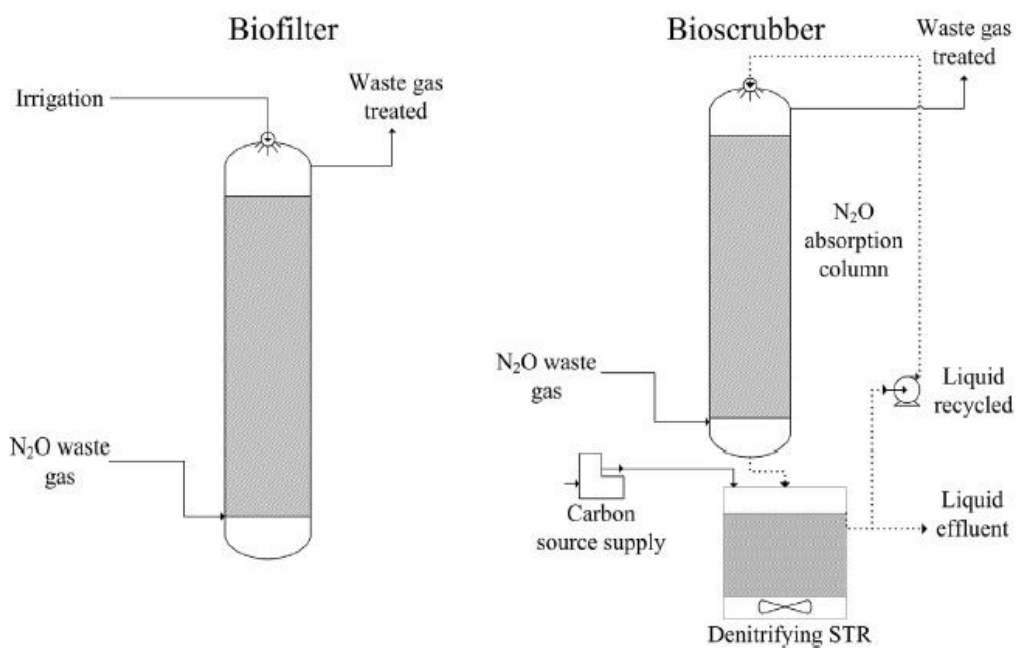 Biofilter
Irrigation
Waste gas
treated
N₂O waste
gas
Bioscrubber
Waste gas
treated
N₂O
absorption
column
N₂O waste
gas
Liquid
recycled
Carbon
source supply
Liquid
effluent
Denitrifying STR